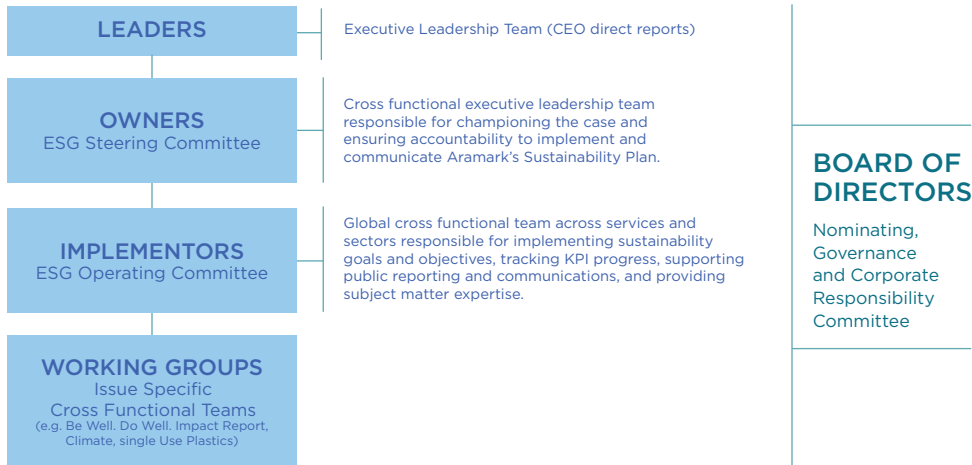 LEADERS
Executive Leadership Team (CEO direct reports)
OWNERS
ESG Steering Committee
Cross functional executive leadership team
responsible for championing the case and
ensuring accountability to implement and
communicate Aramark’s Sustainability Plan.
IMPLEMENTORS
ESG Operating Committee
Global cross functional team across services and
sectors responsible for implementing sustainability
goals and objectives, tracking KPI progress, supporting
public reporting and communications, and providing
subject matter expertise.
WORKING GROUPS
Issue Specific
Cross Functional Teams
(e.g. Be Well. Do Well. Impact Report,
Climate, single Use Plastics)
BOARD OF
DIRECTORS
Nominating,
Governance
and Corporate
Responsibility
Committee